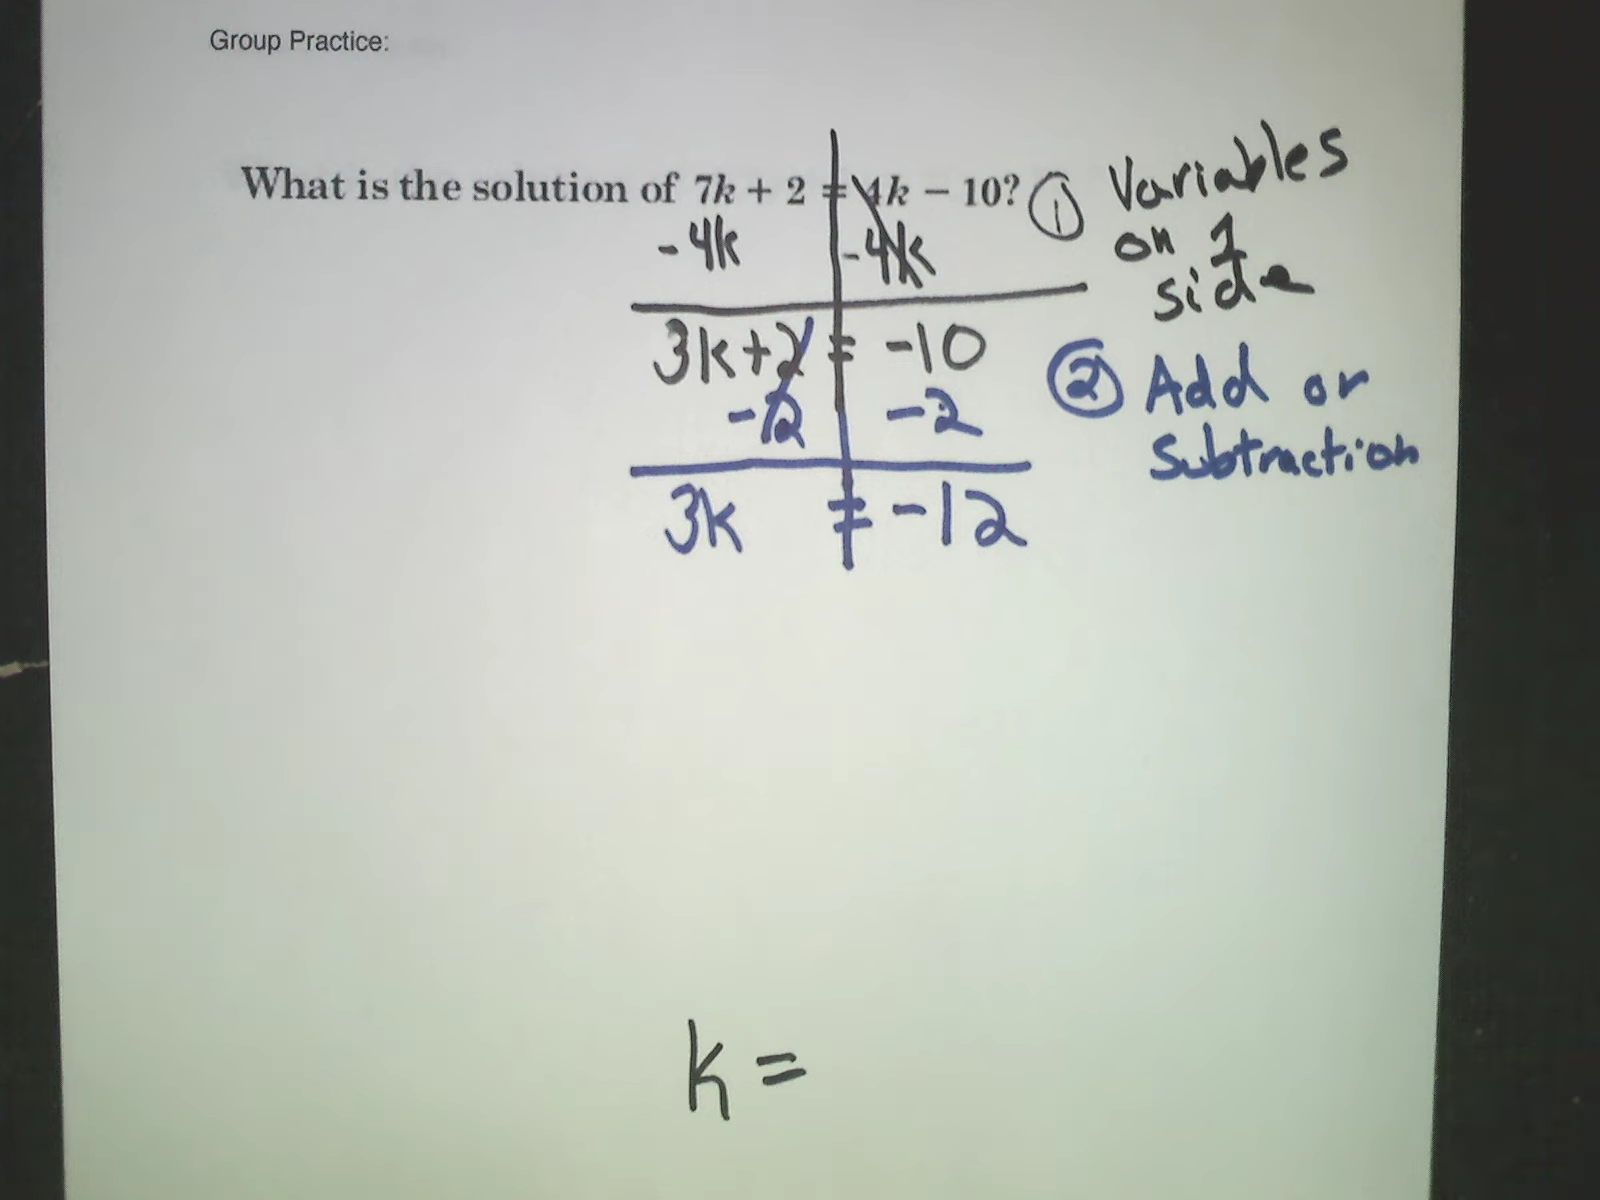 Group Practice:
What is the solution of 7k + 2 = 4k − 10? ① Variables
-4k -4k on 1
side
3k+2 = -10 ② Add or
-2 -2 Subtraction
3k = -12
k =